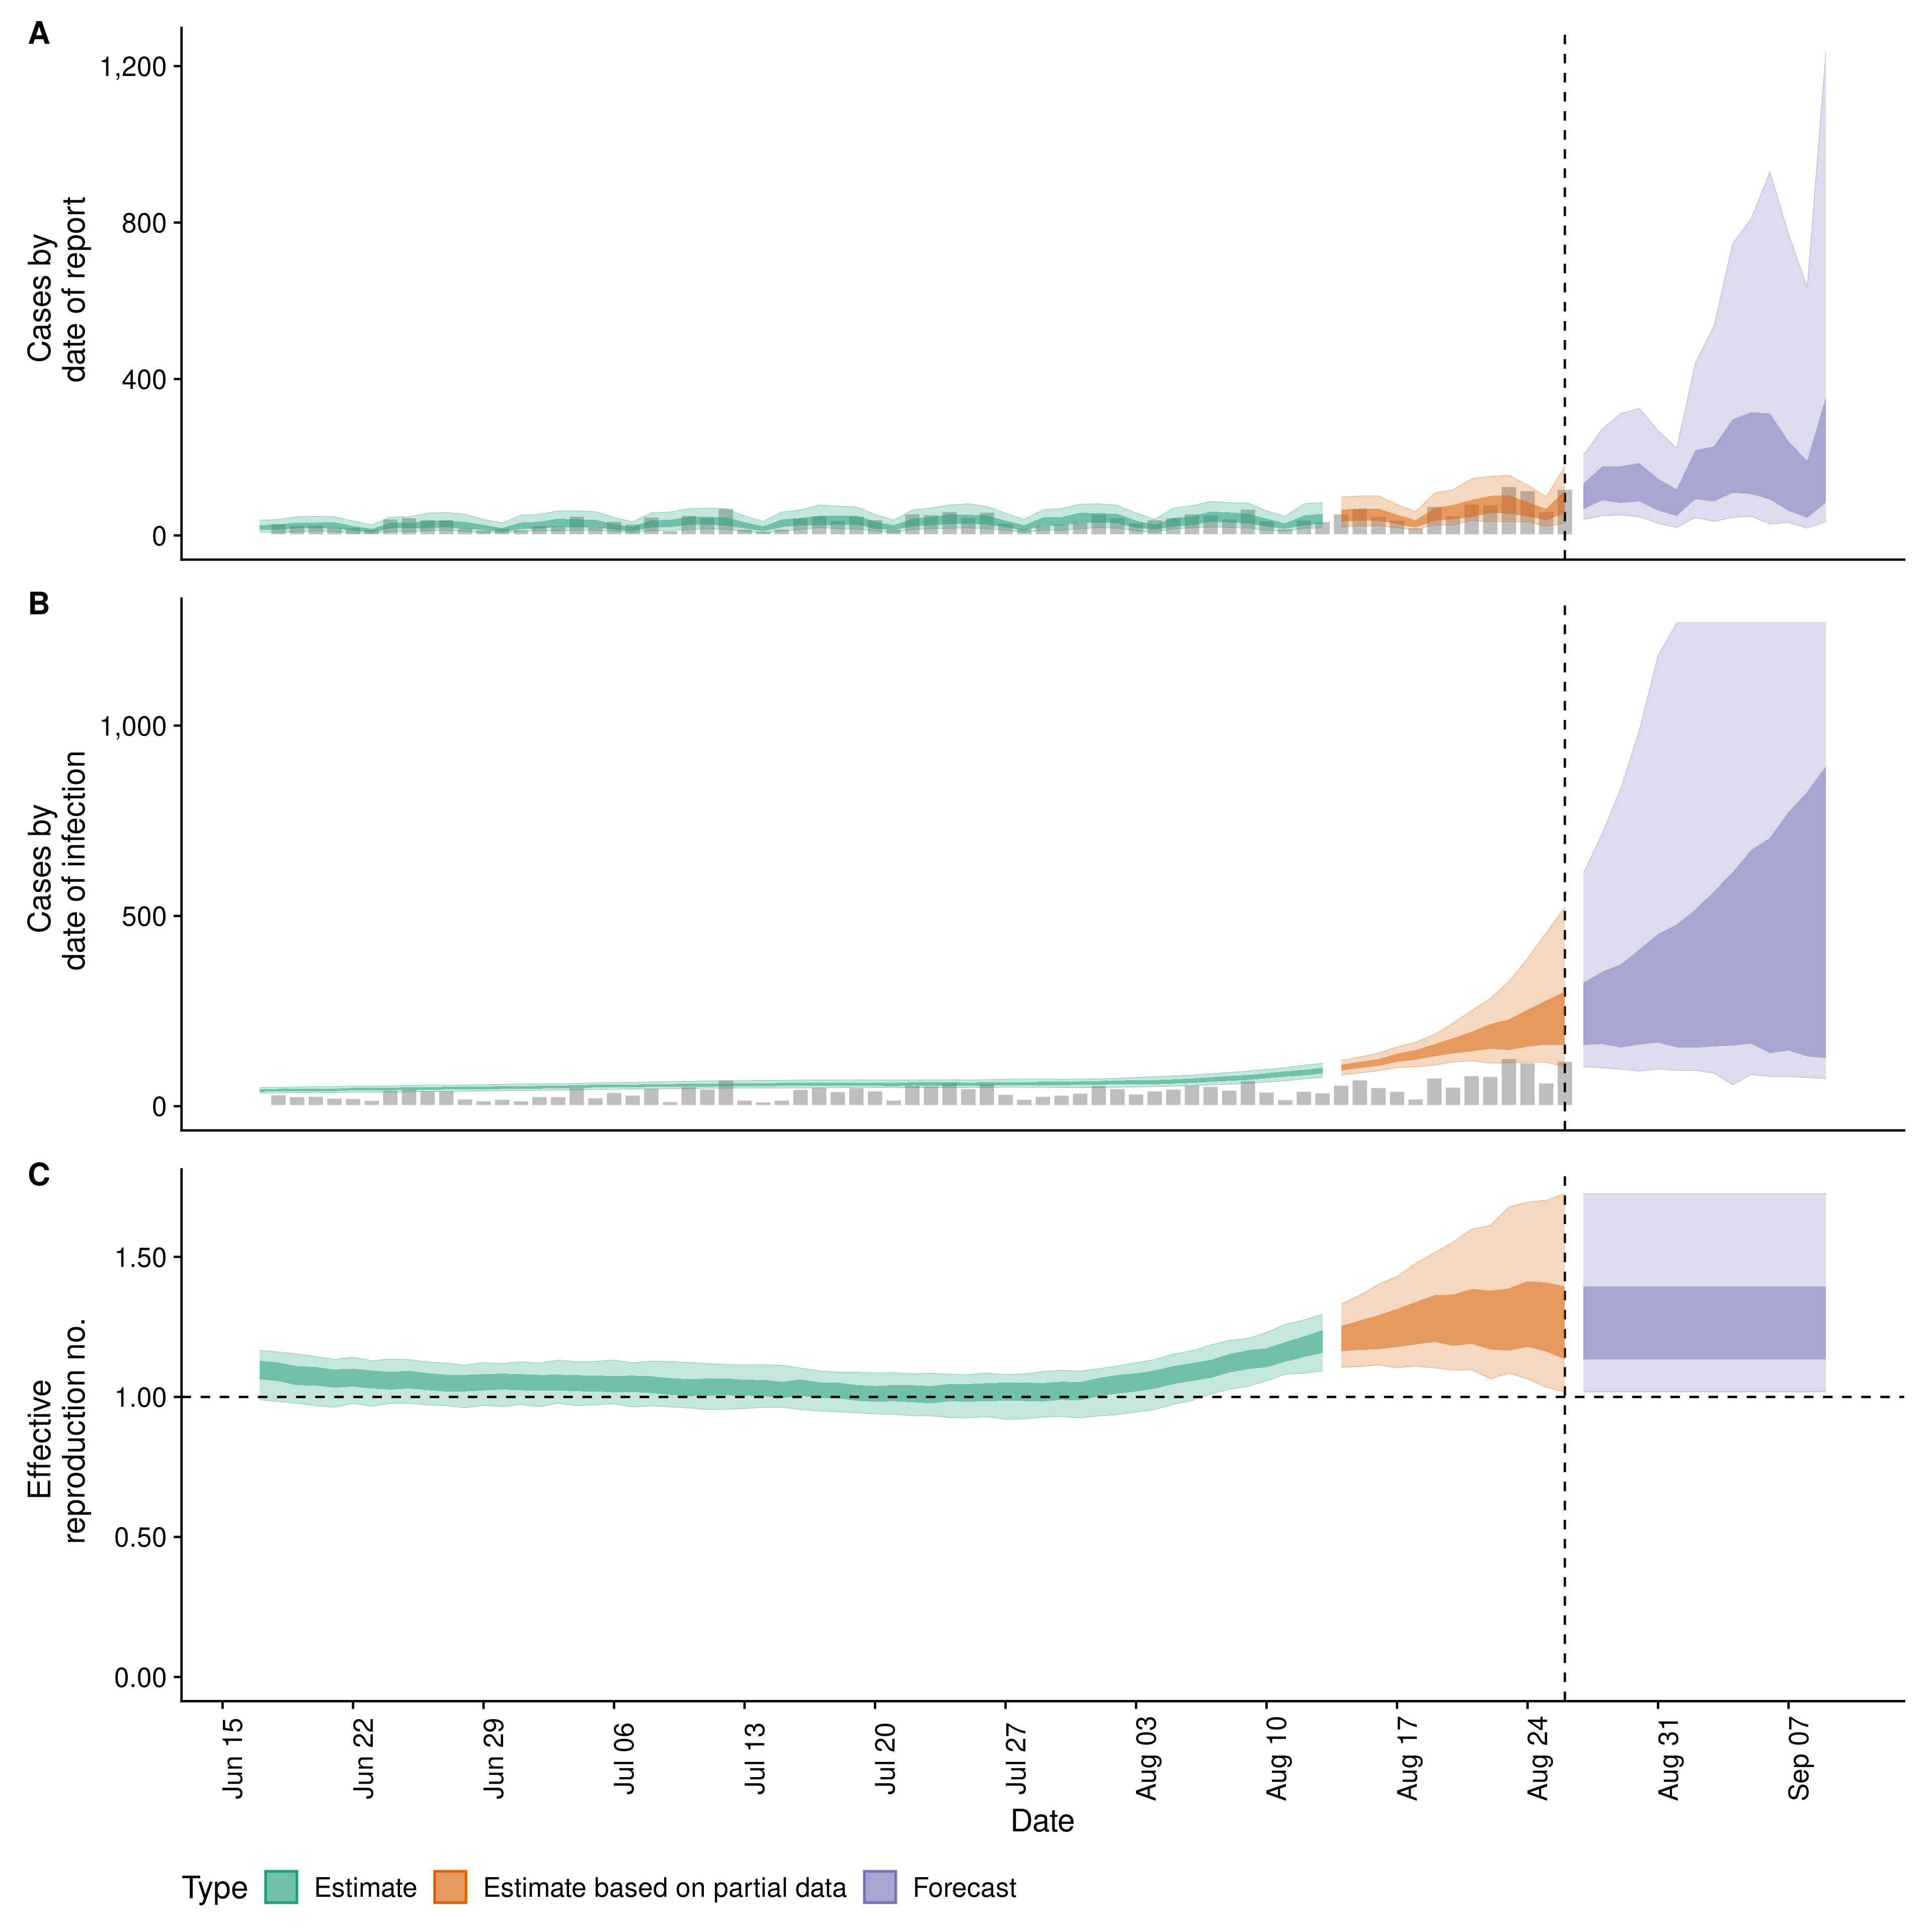 A
1,200
800
400
0
Cases by
date of report
B
1,000
500
0
Cases by
date of infection
C
1.50
1.00
0.50
0.00
Effective
reproduction no.
Jun 15
Jun 22
Jun 29
Jul 06
Jul 13
Jul 20
Jul 27
Aug 03
Aug 10
Aug 17
Aug 24
Aug 31
Sep 07
Date
Type Estimate Estimate based on partial data Forecast